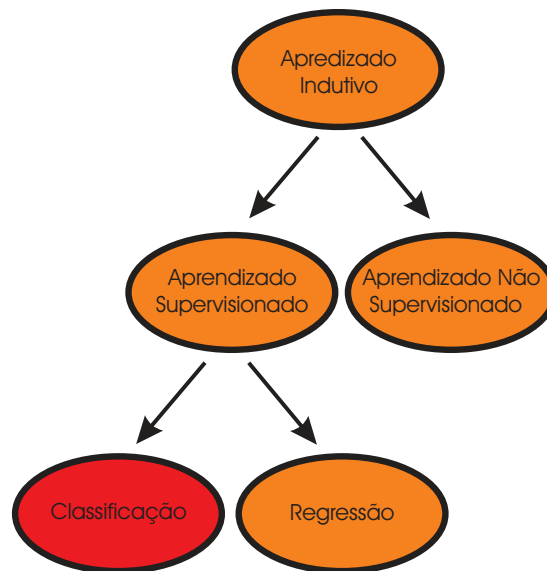 Apredizado
Indutivo
Aprendizado
Supervisionado
Aprendizado Não
Supervisionado
Classificação
Regressão